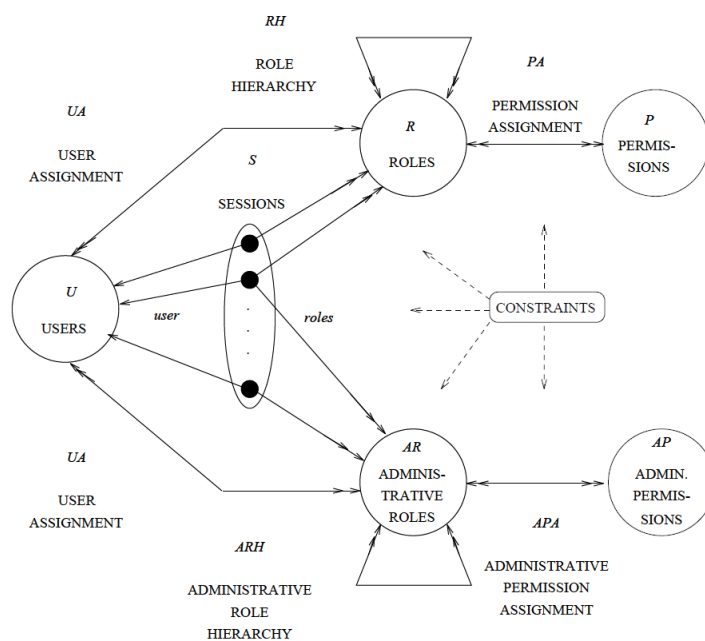 RH
ROLE
HIERARCHY
PA
PERMISSION
ASSIGNMENT
UA
USER
ASSIGNMENT
R
ROLES
P
PERMIS-
SIONS
S
SESSIONS
U
USERS
user
.
.
.
roles
CONSTRAINTS
UA
USER
ASSIGNMENT
AR
ADMINIS-
TRATIVE
ROLES
AP
ADMIN.
PERMIS-
SIONS
ARH
ADMINISTRATIVE
ROLE
HIERARCHY
APA
ADMINISTRATIVE
PERMISSION
ASSIGNMENT